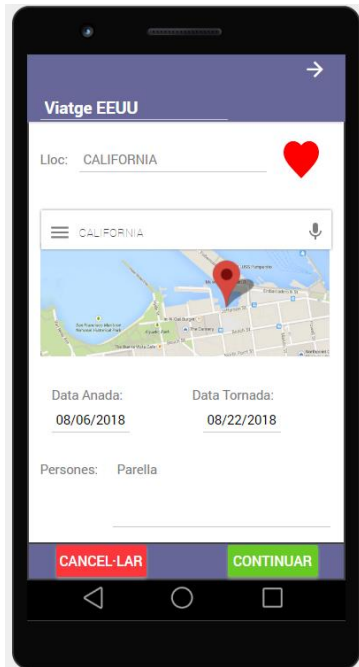 Viatge EEUU
Lloc: CALIFORNIA
CALIFORNIA
Data Anada: Data Tornada:
08/06/2018 08/22/2018
Persones: Parella
CANCEL·LAR CONTINUAR